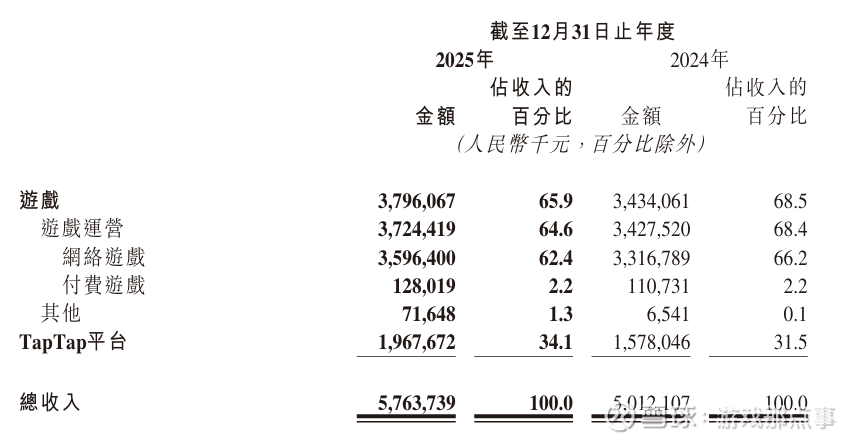 截至12月31日止年度
2025年 2024年
佔收入的 佔收入的
金額 百分比 金額 百分比
(人民幣千元，百分比除外)
遊戲 3,796,067 65.9 3,434,061 68.5
遊戲運營 3,724,419 64.6 3,427,520 68.4
網絡遊戲 3,596,400 62.4 3,316,789 66.2
付費遊戲 128,019 2.2 110,731 2.2
其他 71,648 1.3 6,541 0.1
TapTap平台 1,967,672 34.1 1,578,046 31.5
總收入 5,763,739 100.0 5,012,107 100.0
雪球：游戏那点事